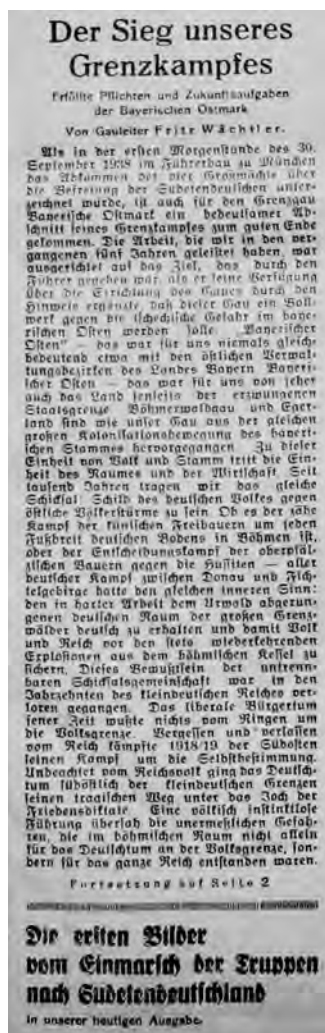 Der Sieg unseres
Grenzkampfes
Erfüllte Pflichten und Zukunftsaufgaben
der Bayerischen Ostmark
Von Gauleiter Fritz Wächtler.
Als in der ersten Morgenstunde des 30.
September 1938 im Führerbau zu München
das Abkommen der vier Großmächte über
die Befreiung der Sudetendeutschen unter-
zeichnet wurde, ist auch für den Grenzgau
Bayerische Ostmark ein bedeutsamer Ab-
schnitt seines Grenzkampfes zum guten Ende
gekommen. Die Arbeit, die wir in den ver-
gangenen fünf Jahren geleistet haben, war
ausgerichtet auf das Ziel, das durch den
Führer gegeben war, als er seine Verfügung
über die Errichtung des Gaues durch den
Hinweis ergänzte, daß dieser Gau ein Boll-
werk gegen die tschechische Gefahr im baye-
rischen Osten werden solle. „Bayerischer
Osten" — das war für uns niemals gleich-
bedeutend etwa mit den östlichen Verwal-
tungsbezirken des Landes Bayern. Bayeri-
scher Osten — das war für uns von jeher
auch das Land jenseits der erzwungenen
Staatsgrenze. Böhmerwaldgau und Eger-
land sind wie unser Gau aus der gleichen
großen Kolonisationsbewegung des bayeri-
schen Stammes hervorgegangen. Zu dieser
Einheit von Volk und Stamm tritt die Ein-
heit des Raumes und der Wirtschaft. Seit
tausend Jahren tragen wir das gleiche
Schicksal: Schild des deutschen Volkes gegen
östliche Völkerstürme zu sein. Ob es der zähe
Kampf der künischen Freibauern um jeden
Fußbreit deutschen Bodens in Böhmen ist,
oder der Entscheidungskampf der oberpfäl-
zischen Bauern gegen die Hussiten — aller
deutscher Kampf zwischen Donau und Fich-
telgebirge hatte den gleichen inneren Sinn:
den in harter Arbeit dem Urwald abgerun-
genen deutschen Raum der großen Grenz-
wälder deutsch zu erhalten und damit Volk
und Reich vor den stets wiederkehrenden
Explosionen aus dem böhmischen Kessel zu
sichern. Dieses Bewußtsein der untrenn-
baren Schicksalsgemeinschaft war in den
Jahrzehnten des kleindeutschen Reiches ver-
loren gegangen. Das liberale Bürgertum
jener Zeit wußte nichts vom Ringen um
die Volksgrenze. Vergessen und verlassen
vom Reich kämpfte 1918/19 der Südosten
seinen Kampf um die Selbstbestimmung.
Unbeachtet vom Reichsvolk ging das Deutsch-
tum südöstlich der kleindeutschen Grenzen
seinen tragischen Weg unter das Joch der
Friedensdiktate. Eine völkisch instinktlose
Führung übersah die unermeßlichen Gefah-
ren, die im böhmischen Raum nicht allein
für das Deutschtum an der Volksgrenze, son-
dern für das ganze Reich entstanden waren.
Fortsetzung auf Seite 2
Die ersten Bilder
vom Einmarsch der Truppen
nach Sudetendeutschland
in unserer heutigen Ausgabe.